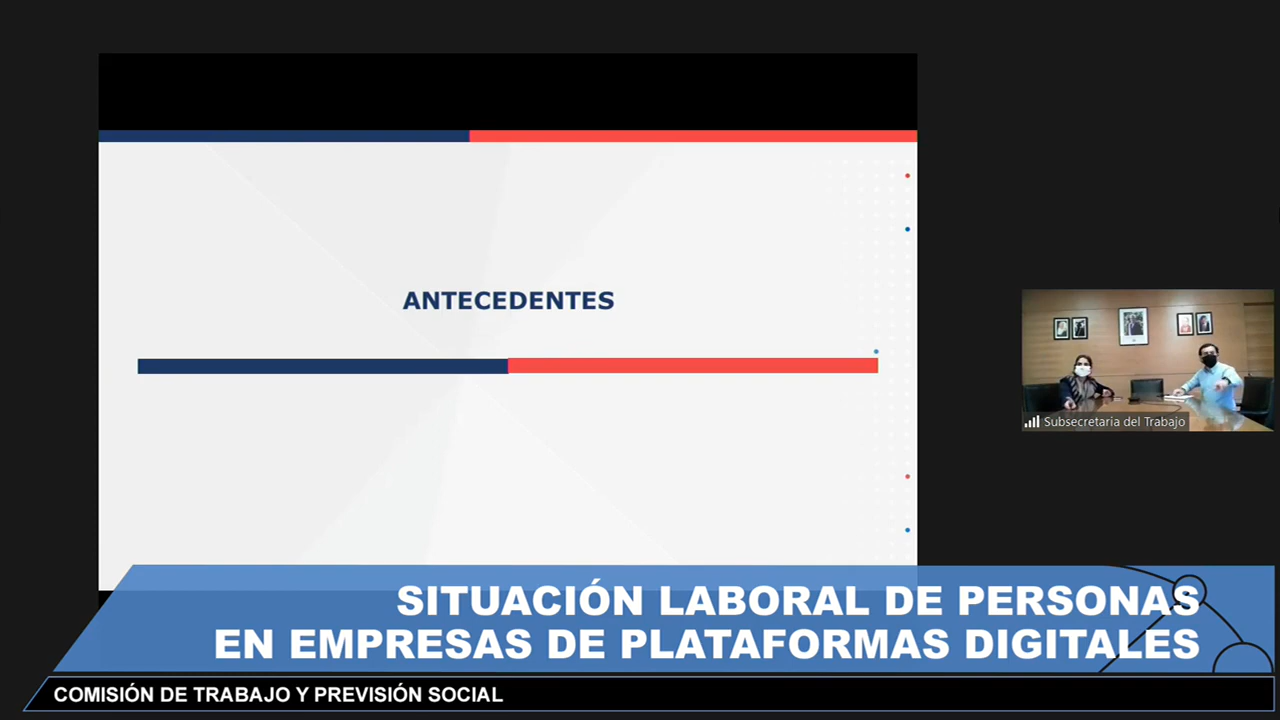 ANTECEDENTES
Subsecretaria del Trabajo
SITUACIÓN LABORAL DE PERSONAS
EN EMPRESAS DE PLATAFORMAS DIGITALES
COMISIÓN DE TRABAJO Y PREVISIÓN SOCIAL